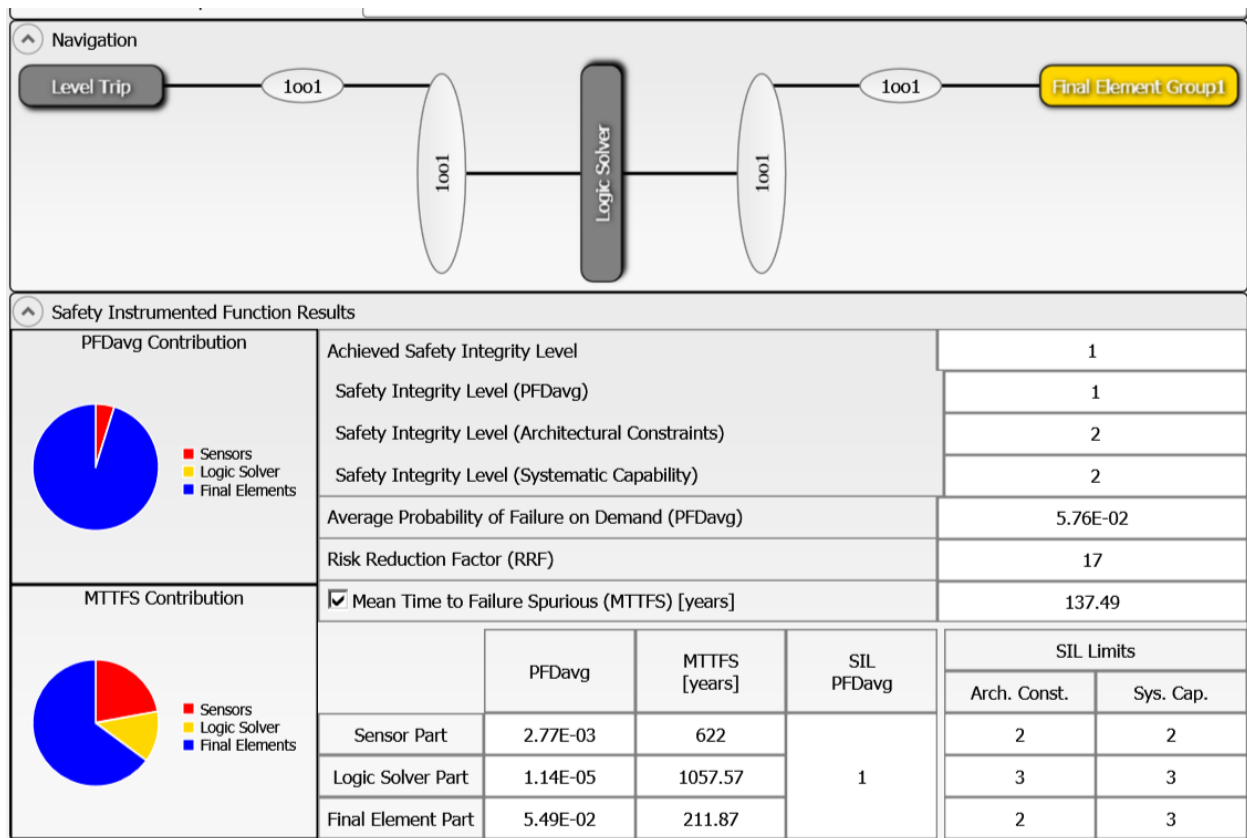 Navigation
Level Trip
1oo1
1oo1
Logic Solver
1oo1
1oo1
Final Element Group1
Safety Instrumented Function Results
PFDavg Contribution
Sensors
Logic Solver
Final Elements
MTTFS Contribution
Sensors
Logic Solver
Final Elements
Achieved Safety Integrity Level 1
Safety Integrity Level (PFDavg) 1
Safety Integrity Level (Architectural Constraints) 2
Safety Integrity Level (Systematic Capability) 2
Average Probability of Failure on Demand (PFDavg) 5.76E-02
Risk Reduction Factor (RRF) 17
Mean Time to Failure Spurious (MTTFS) [years] 137.49
PFDavg MTTFS [years] SIL PFDavg SIL Limits
Arch. Const. Sys. Cap.
Sensor Part 2.77E-03 622 2 2
Logic Solver Part 1.14E-05 1057.57 1 3 3
Final Element Part 5.49E-02 211.87 2 3